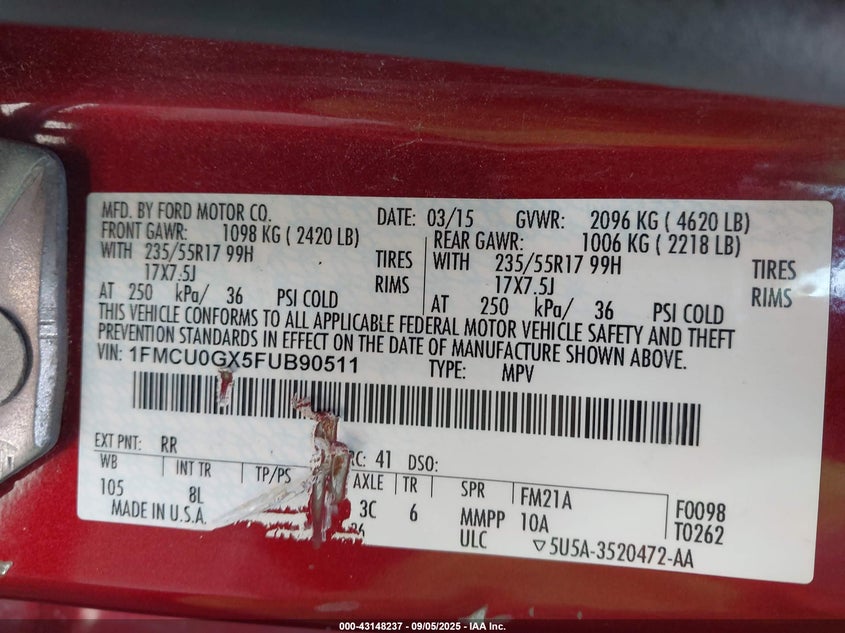 MFD. BY FORD MOTOR CO. DATE: 03/15 GVWR: 2096 KG ( 4620 LB)
FRONT GAWR: 1098 KG ( 2420 LB) REAR GAWR: 1006 KG ( 2218 LB)
WITH 235/55R17 99H TIRES WITH 235/55R17 99H TIRES
17X7.5J RIMS 17X7.5J RIMS
AT 250 kPa/ 36 PSI COLD AT 250 kPa/ 36 PSI COLD
THIS VEHICLE CONFORMS TO ALL APPLICABLE FEDERAL MOTOR VEHICLE SAFETY AND THEFT
PREVENTION STANDARDS IN EFFECT ON THE DATE OF MANUFACTURE SHOWN ABOVE.
VIN: 1FMCU0GX5FUB90511 TYPE: MPV
EXT PNT: RR RC: 41 DSO:
WB INT TR TP/PS AXLE TR SPR FM21A F0098
105 8L 3C 6 MMPP 10A T0262
MADE IN U.S.A. ULC ▽5U5A-3520472-AA
000-43148237 - 09/05/2025 - IAA Inc.